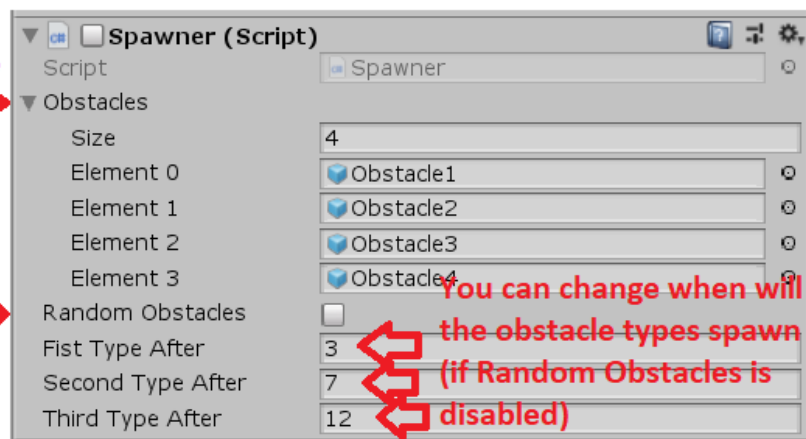 Spawner (Script)
Script Spawner
Obstacles
Size 4
Element 0 Obstacle1
Element 1 Obstacle2
Element 2 Obstacle3
Element 3 Obstacle4
Random Obstacles
Fist Type After 3
Second Type After 7
Third Type After 12
You can change when will
the obstacle types spawn
(if Random Obstacles is
disabled)